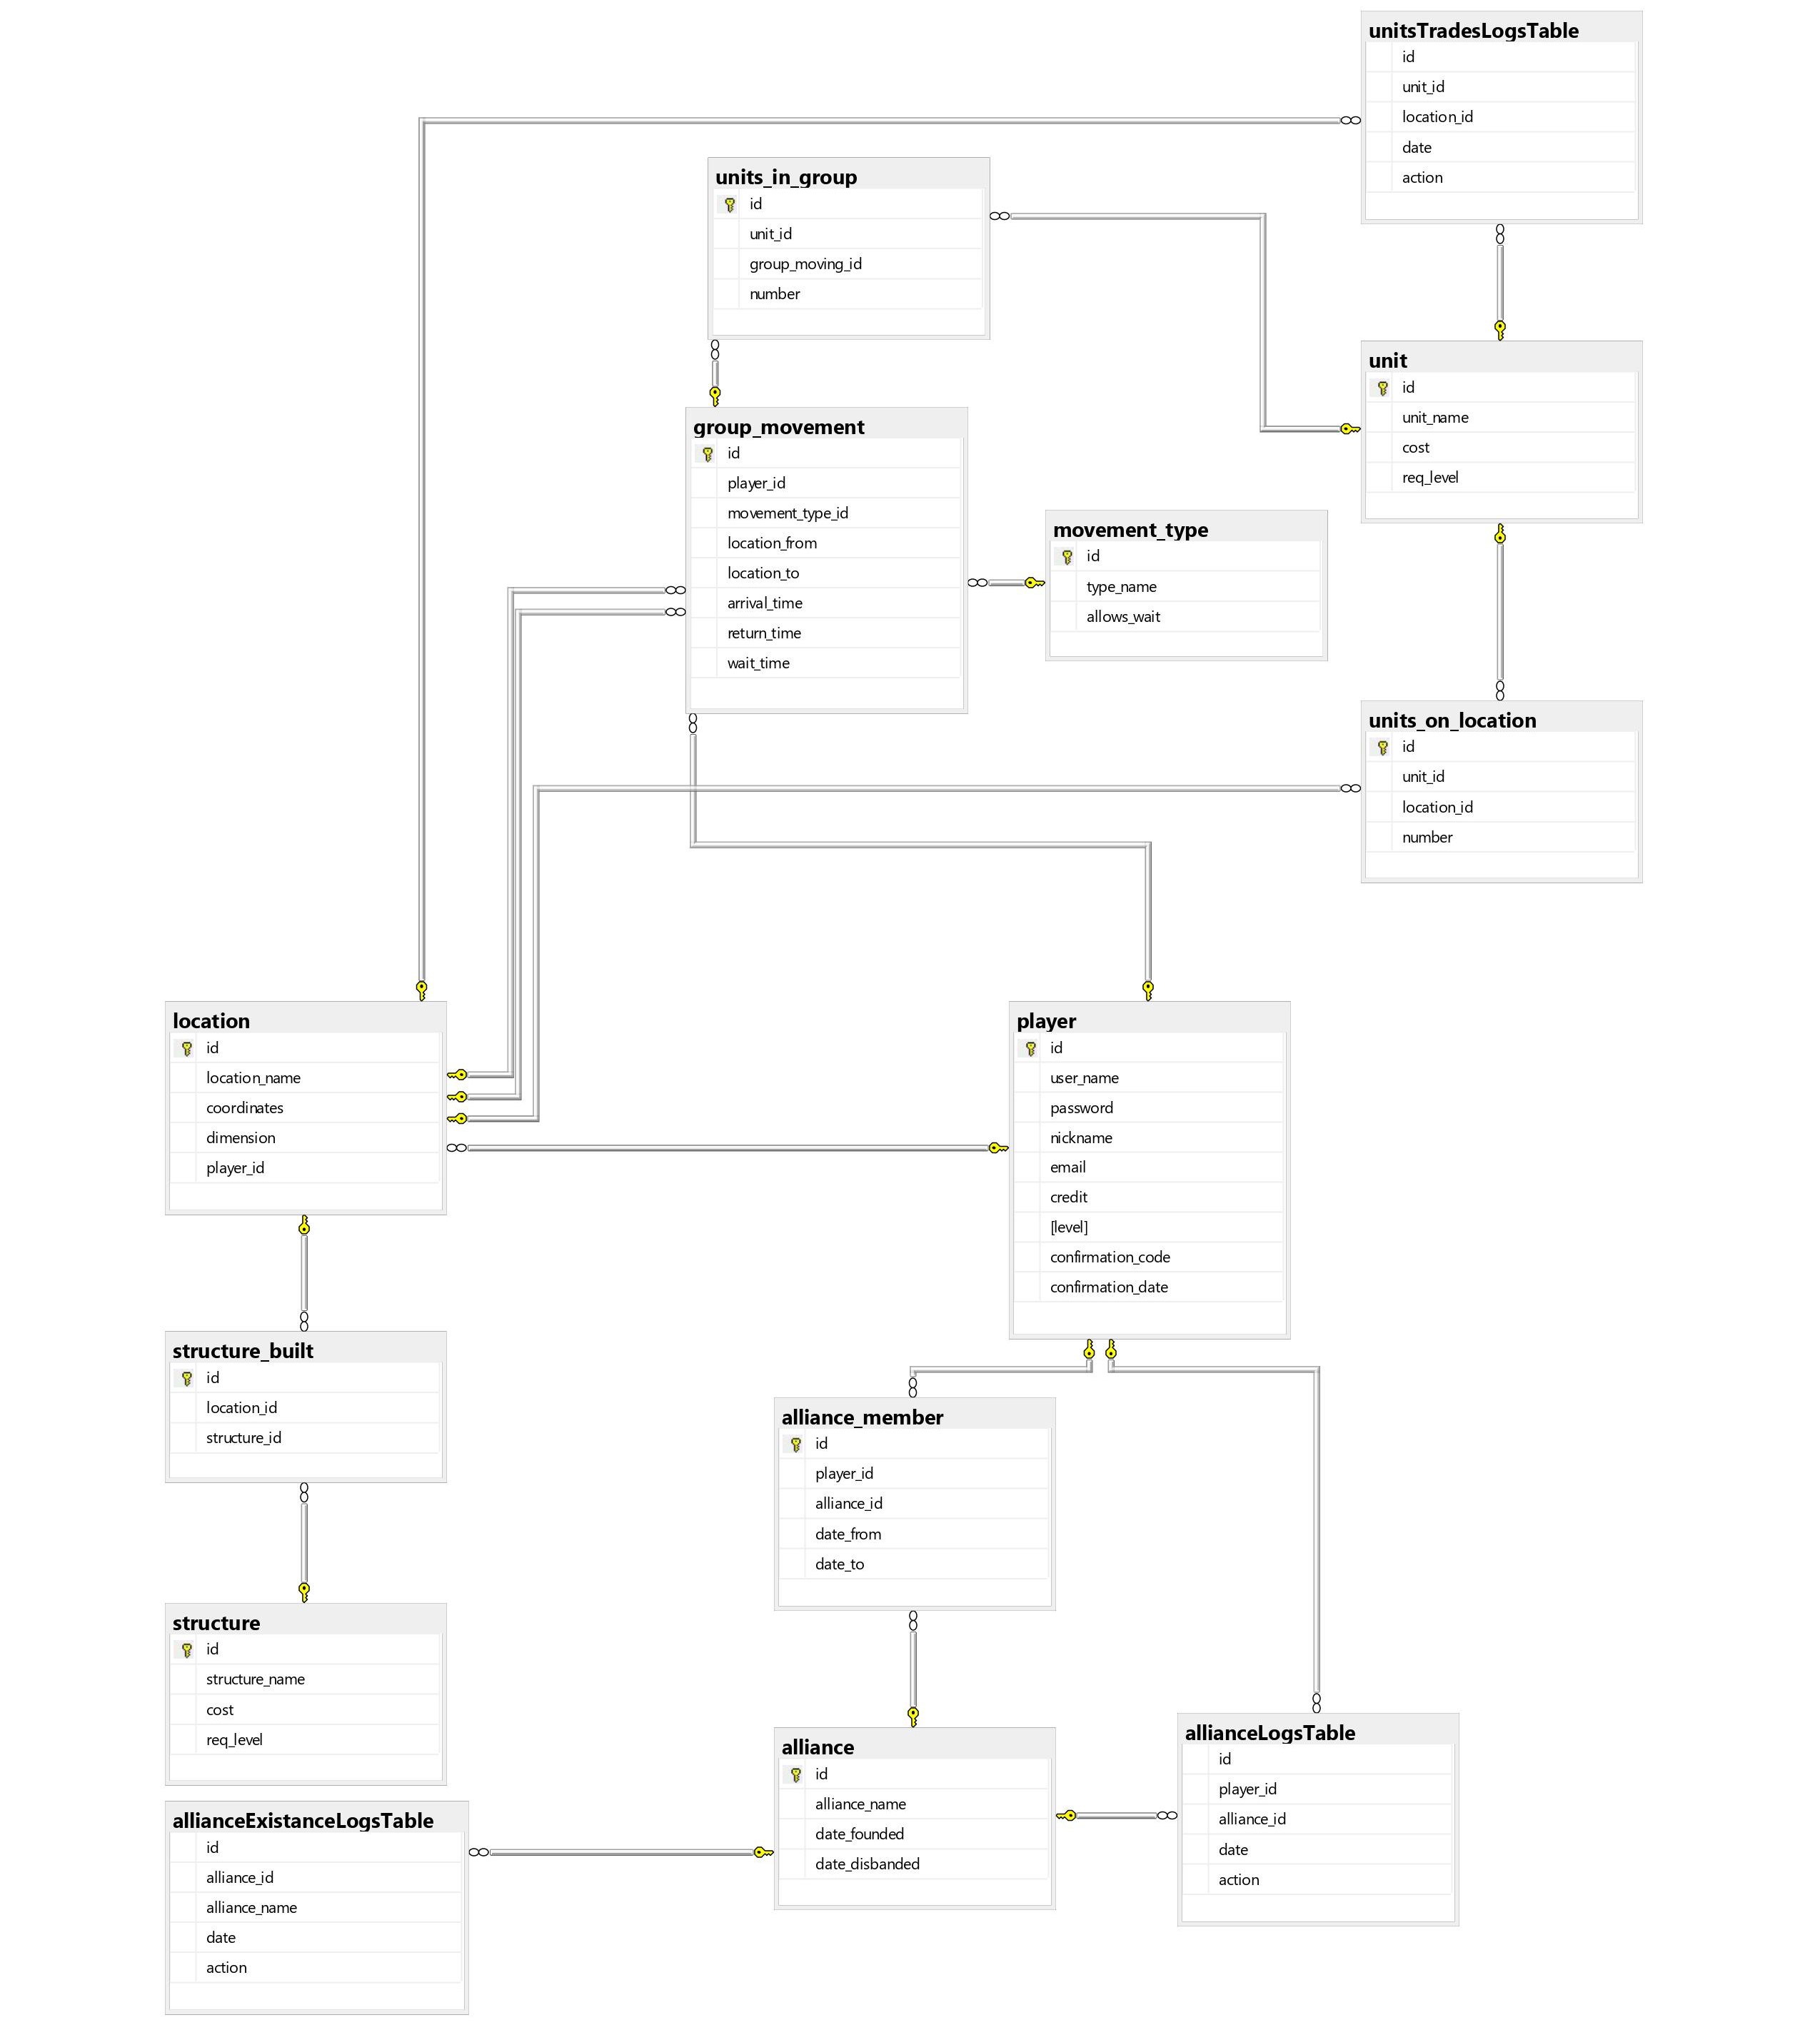 unitsTradesLogsTable
id
unit_id
location_id
date
action
units_in_group
id
unit_id
group_moving_id
number
unit
id
unit_name
cost
req_level
group_movement
id
player_id
movement_type_id
location_from
location_to
arrival_time
return_time
wait_time
movement_type
id
type_name
allows_wait
units_on_location
id
unit_id
location_id
number
location
id
location_name
coordinates
dimension
player_id
player
id
user_name
password
nickname
email
credit
[level]
confirmation_code
confirmation_date
structure_built
id
location_id
structure_id
alliance_member
id
player_id
alliance_id
date_from
date_to
structure
id
structure_name
cost
req_level
alliance
id
alliance_name
date_founded
date_disbanded
allianceLogsTable
id
player_id
alliance_id
date
action
allianceExistanceLogsTable
id
alliance_id
alliance_name
date
action